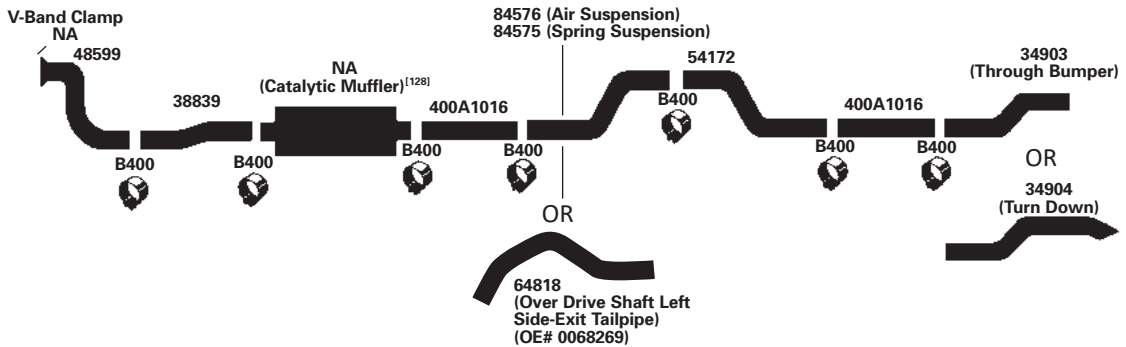 V-Band Clamp
NA
48599
38839
B400
B400
NA
(Catalytic Muffler)[128]
400A1016
B400
B400
84576 (Air Suspension)
84575 (Spring Suspension)
OR
64818
(Over Drive Shaft Left
Side-Exit Tailpipe)
(OE# 0068269)
54172
B400
400A1016
B400
B400
34903
(Through Bumper)
OR
34904
(Turn Down)